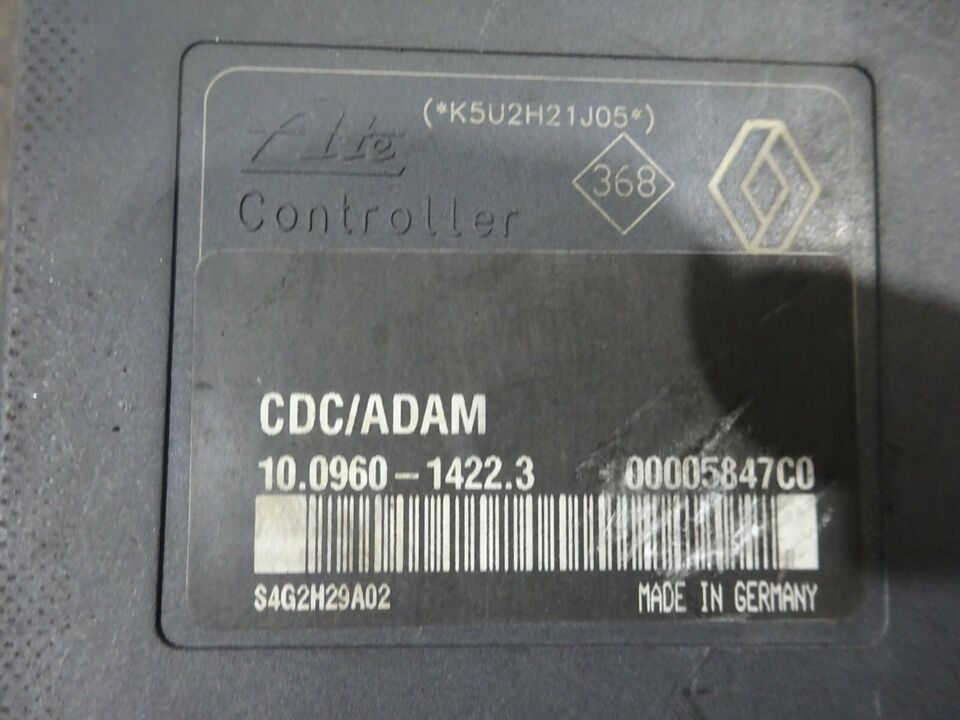 (*K5U2H21J05*)
Ate
368
Controller
CDC/ADAM
10.0960-1422.3 00005847C0
S4G2H29A02 MADE IN GERMANY